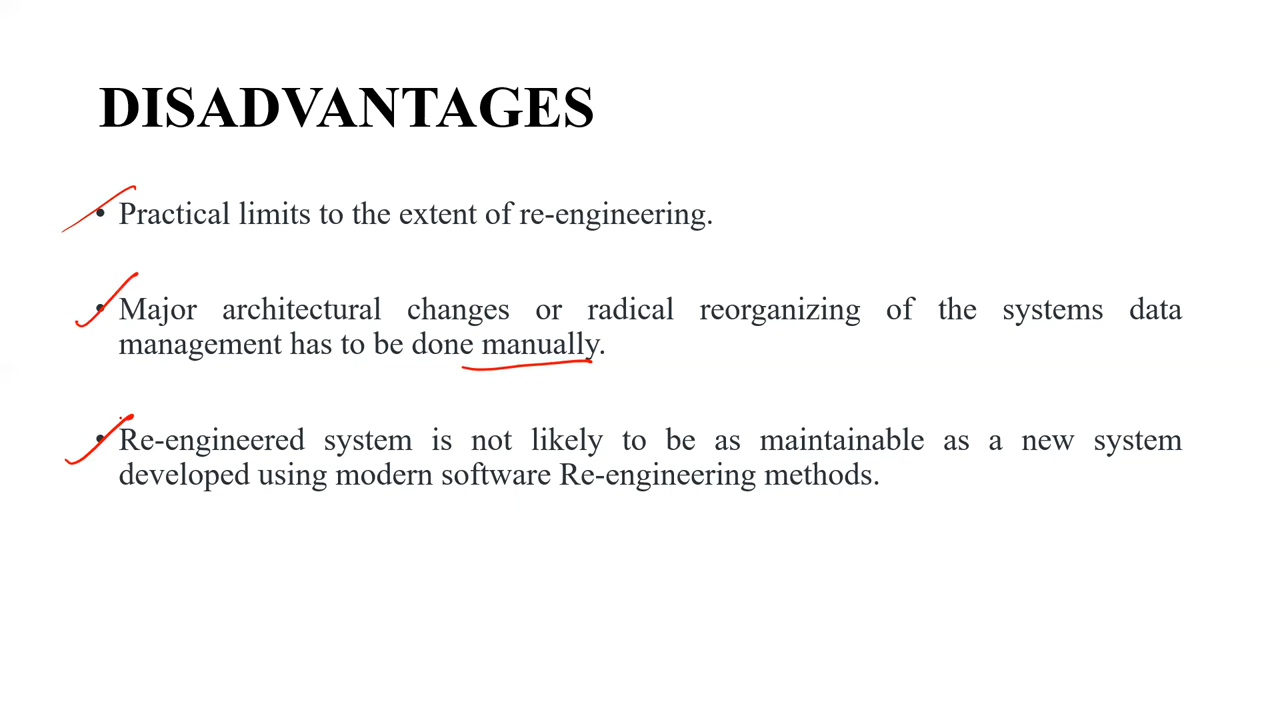 DISADVANTAGES
• Practical limits to the extent of re-engineering.
• Major architectural changes or radical reorganizing of the systems data
management has to be done manually.
• Re-engineered system is not likely to be as maintainable as a new system
developed using modern software Re-engineering methods.